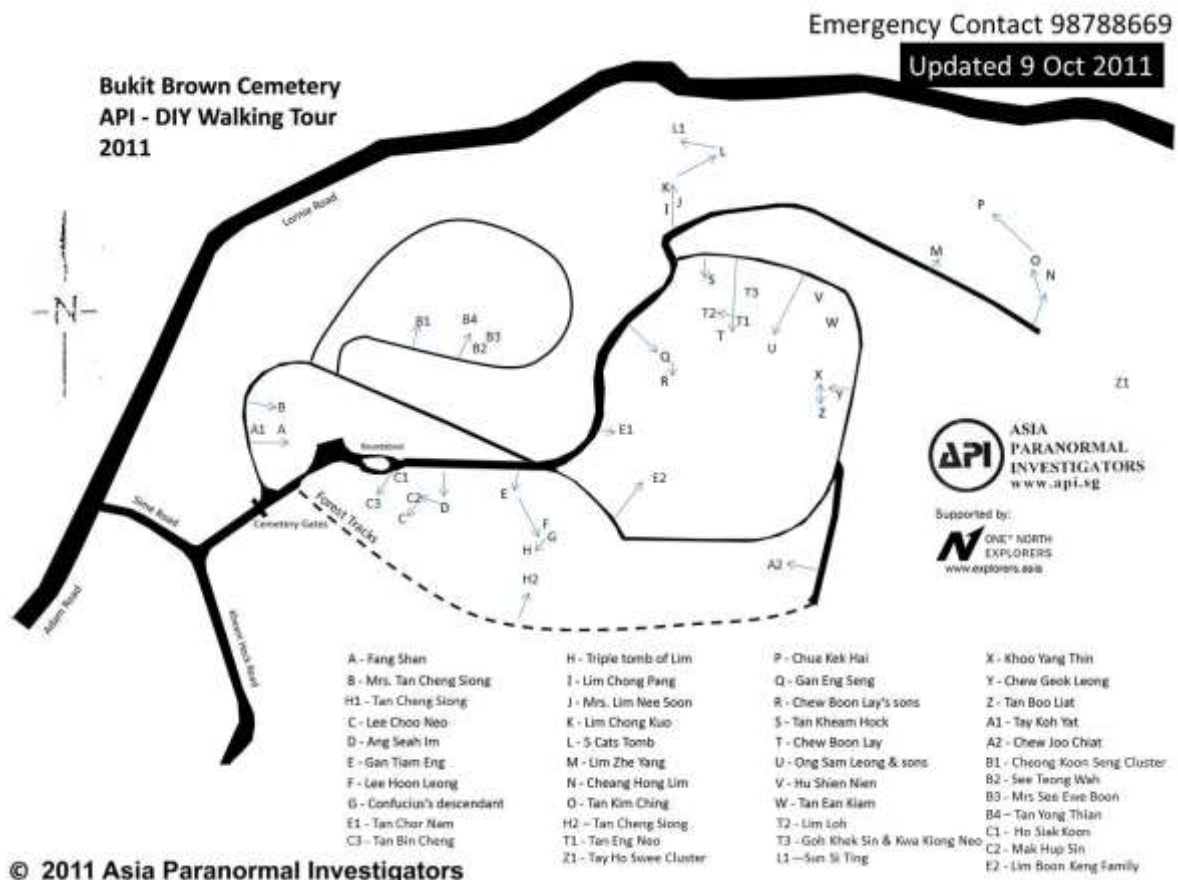 Emergency Contact 98788669
Updated 9 Oct 2011
Bukit Brown Cemetery
API - DIY Walking Tour
2011
L1
L
Lornie Road
K
J
I
P
N
M
O
N
S
T3
V
T2
T1
W
T
U
B1
B4
B3
B2
Q
R
X
Y
Z
Z1
B
A1 A
E1
Roundabout
C1
C3
C2
C
D
E
E2
F
G
H
H2
A2
Forest Tracks
Cemetery Gates
Sime Road
Adam Road
Kheam Hock Road
API
ASIA
PARANORMAL
INVESTIGATORS
www.api.sg
Supported by:
N
ONE° NORTH
EXPLORERS
www.explorers.asia
A - Fang Shan
B - Mrs. Tan Cheng Siong
H1 - Tan Cheng Siong
C - Lee Choo Neo
D - Ang Seah Im
E - Gan Tiam Eng
F - Lee Hoon Leong
G - Confucius's descendant
E1 - Tan Chor Nam
C3 - Tan Bin Cheng
H - Triple tomb of Lim
I - Lim Chong Pang
J - Mrs. Lim Nee Soon
K - Lim Chong Kuo
L - 5 Cats Tomb
M - Lim Zhe Yang
N - Cheang Hong Lim
O - Tan Kim Ching
H2 – Tan Cheng Siong
T1 - Tan Eng Neo
Z1 - Tay Ho Swee Cluster
P - Chua Kek Hai
Q - Gan Eng Seng
R - Chew Boon Lay's sons
S - Tan Kheam Hock
T - Chew Boon Lay
U - Ong Sam Leong & sons
V - Hu Shien Nien
W - Tan Ean Kiam
T2 - Lim Loh
T3 - Goh Khek Sin & Kwa Kiong Neo
L1 —Sun Si Ting
X - Khoo Yang Thin
Y - Chew Geok Leong
Z - Tan Boo Liat
A1 - Tay Koh Yat
A2 - Chew Joo Chiat
B1 - Cheong Koon Seng Cluster
B2 - See Teong Wah
B3 - Mrs See Ewe Boon
B4 – Tan Yong Thian
C1 - Ho Siak Koon
C2 - Mak Hup Sin
E2 - Lim Boon Keng Family
© 2011 Asia Paranormal Investigators